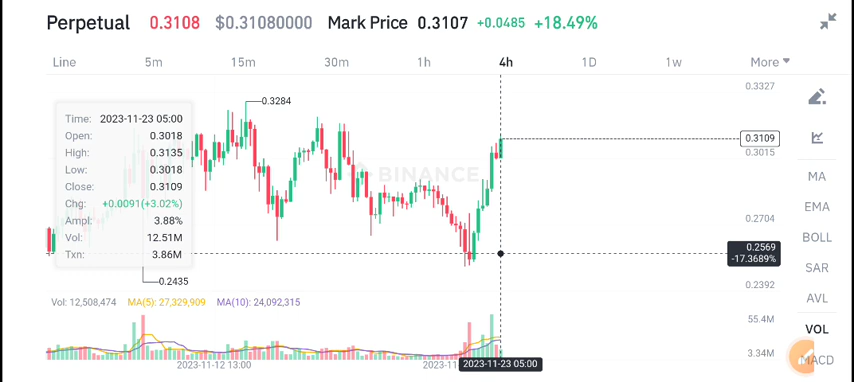 Perpetual 0.3108 $0.31080000 Mark Price 0.3107 +0.0485 +18.49%
Line 5m 15m 30m 1h 4h 1D 1w More
0.3327
0.3284
Time: 2023-11-23 05:00
Open: 0.3018
High: 0.3135
Low: 0.3018
Close: 0.3109
Chg: +0.0091(+3.02%)
Ampl: 3.88%
Vol: 12.51M
Txn: 3.86M
0.3109
0.3015
BINANCE
0.2704
0.2569
-17.3689%
0.2435
0.2392
MA
EMA
BOLL
SAR
AVL
VOL
MACD
Vol: 12,508,474 MA(5): 27,329,909 MA(10): 24,092,315
55.4M
3.34M
2023-11-12 13:00 2023-11 2023-11-23 05:00